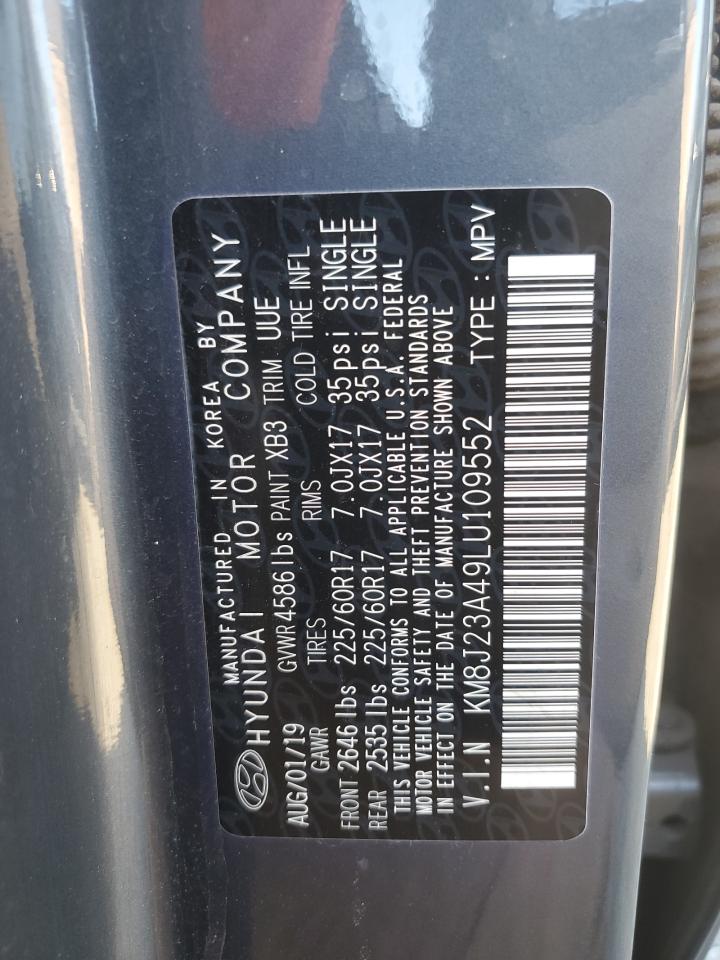 MANUFACTURED IN KOREA BY
HYUNDAI MOTOR COMPANY
AUG/01/19 GVWR 4586 lbs PAINT XB3 TRIM UUE
GAWR TIRES RIMS COLD TIRE INFL
FRONT 2646 lbs 225/60R17 7.0JX17 35psi SINGLE
REAR 2535 lbs 225/60R17 7.0JX17 35psi SINGLE
THIS VEHICLE CONFORMS TO ALL APPLICABLE U.S.A. FEDERAL
MOTOR VEHICLE SAFETY AND THEFT PREVENTION STANDARDS
IN EFFECT ON THE DATE OF MANUFACTURE SHOWN ABOVE
V.I.N KM8J23A49LU109552 TYPE : MPV